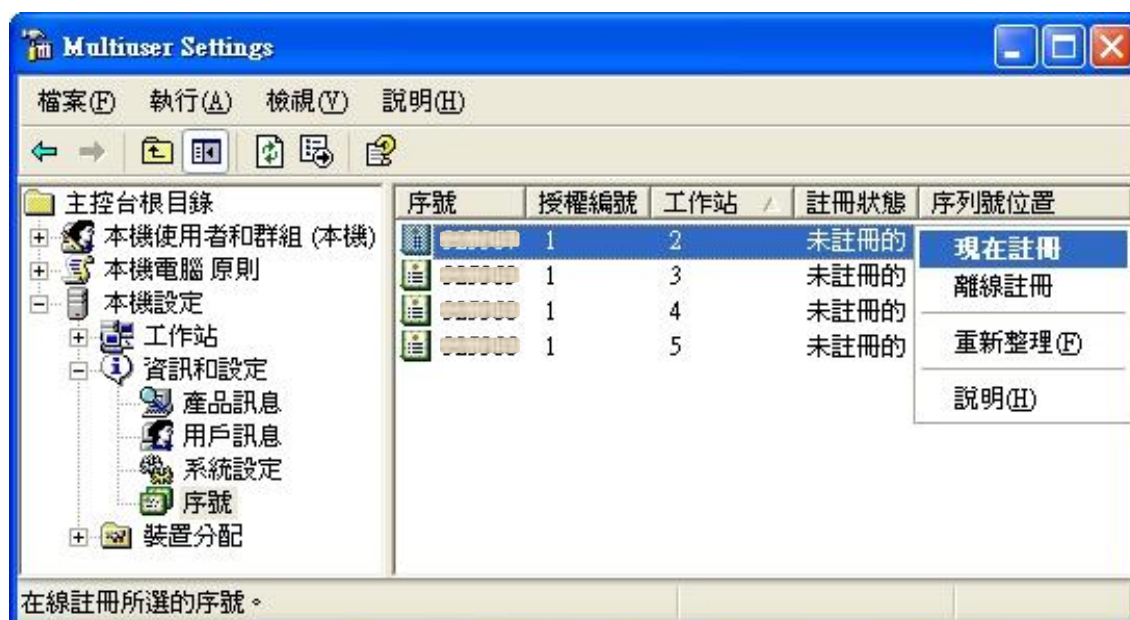 Multiuser Settings
檔案(F) 執行(A) 檢視(V) 說明(H)
主控台根目錄
本機使用者和群組 (本機)
本機電腦 原則
本機設定
工作站
資訊和設定
產品訊息
用戶訊息
系統設定
序號
裝置分配
序號 授權編號 工作站 註冊狀態 序列號位置
1 2 未註冊的
1 3 未註冊的
1 4 未註冊的
1 5 未註冊的
現在註冊
離線註冊
重新整理(F)
說明(H)
在線註冊所選的序號。